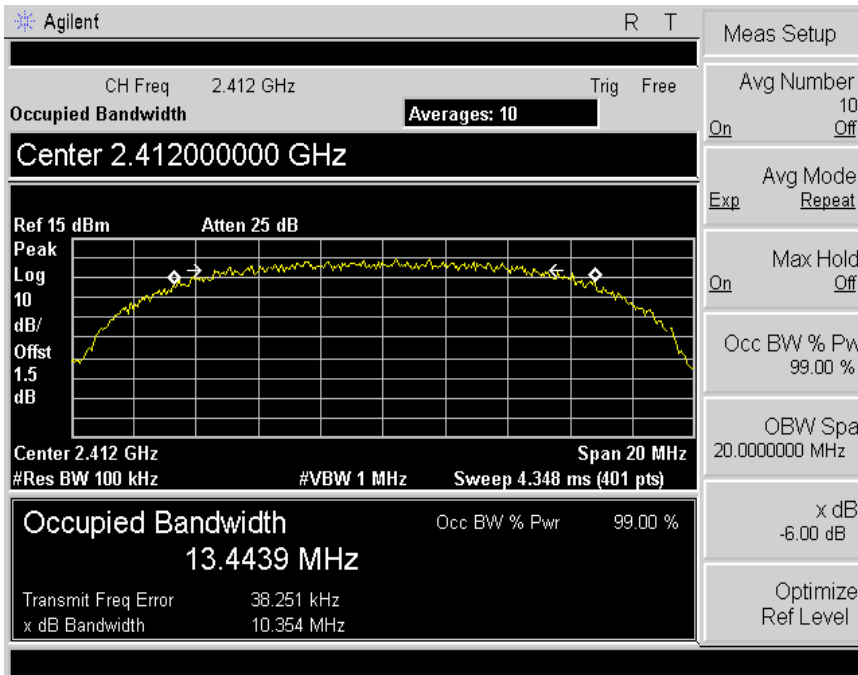 Agilent R T
CH Freq 2.412 GHz Trig Free
Occupied Bandwidth Averages: 10
Center 2.412000000 GHz
Ref 15 dBm Atten 25 dB
Peak
Log
10
dB/
Offst
1.5
dB
Center 2.412 GHz Span 20 MHz
#Res BW 100 kHz #VBW 1 MHz Sweep 4.348 ms (401 pts)
Occupied Bandwidth Occ BW % Pwr 99.00 %
13.4439 MHz
Transmit Freq Error 38.251 kHz
x dB Bandwidth 10.354 MHz
Meas Setup
Avg Number
10
On Off
Avg Mode
Exp Repeat
Max Hold
On Off
Occ BW % Pw
99.00 %
OBW Spa
20.0000000 MHz
x dB
-6.00 dB
Optimize
Ref Level